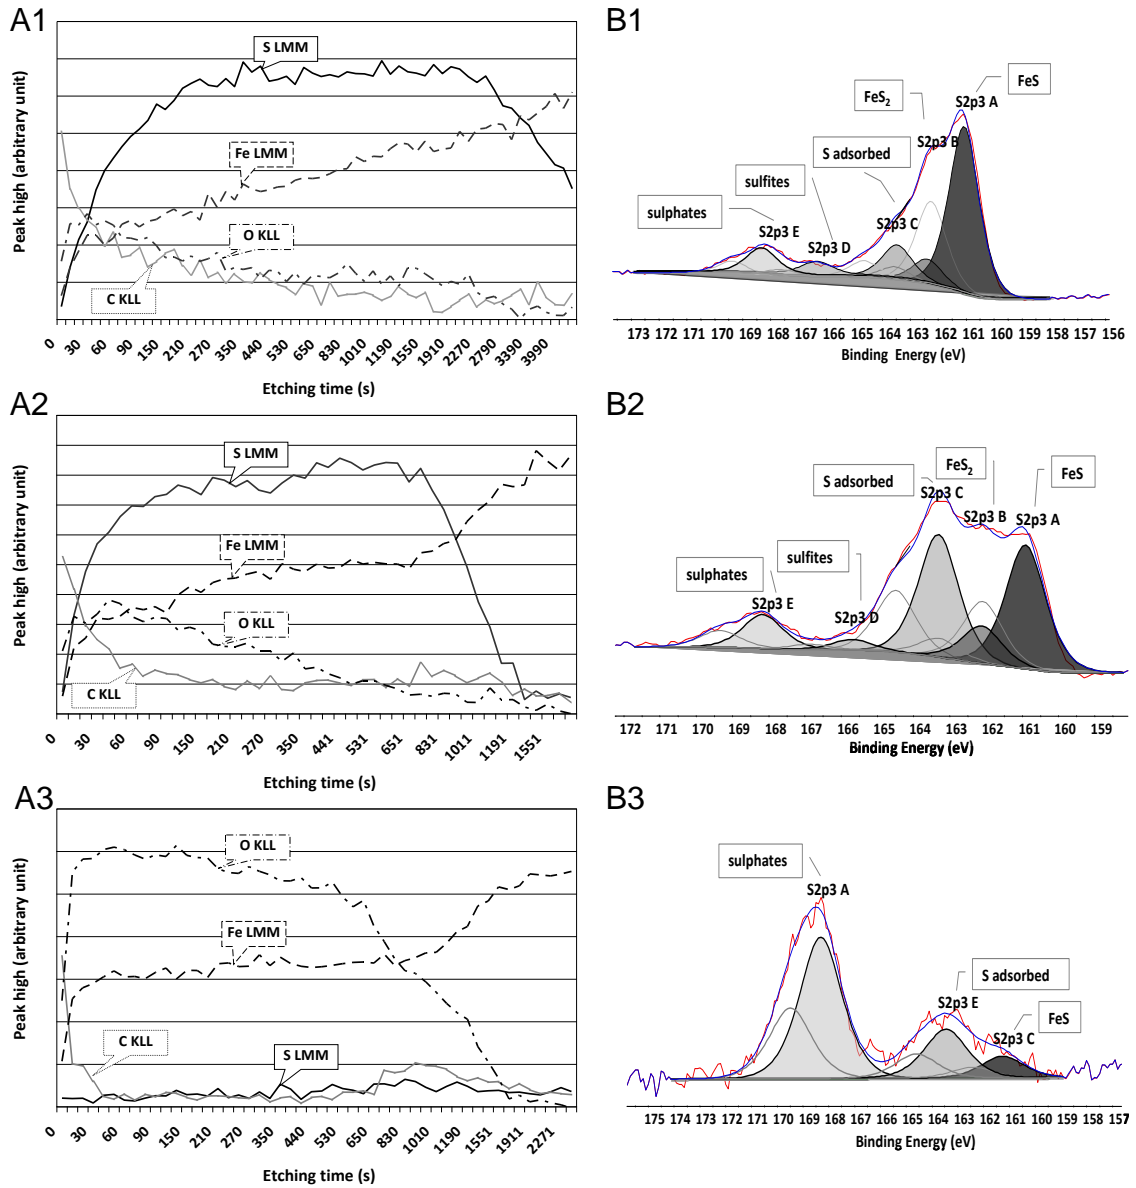 A1
Peak high (arbitrary unit)
S LMM
Fe LMM
O KLL
C KLL
0 30 60 90 150 210 270 350 440 530 830 1010 1190 1550 1910 2270 2790 3390 3990
Etching time (s)
B1
FeS
FeS2
S2p3 A
S2p3 B
S adsorbed
sulfites
sulphates
S2p3 C
S2p3 E
S2p3 D
173 172 171 170 169 168 167 166 165 164 163 162 161 160 159 158 157 156
Binding Energy (eV)
A2
Peak high (arbitrary unit)
S LMM
Fe LMM
O KLL
C KLL
0 30 60 90 150 210 270 350 441 531 651 831 1011 1191 1551
Etching time (s)
B2
FeS2
S adsorbed
FeS
S2p3 C
S2p3 B
S2p3 A
sulfites
sulphates
S2p3 E
S2p3 D
172 171 170 169 168 167 166 165 164 163 162 161 160 159
Binding Energy (eV)
A3
Peak high (arbitrary unit)
O KLL
Fe LMM
C KLL
S LMM
0 30 60 90 150 210 270 350 440 530 650 830 1010 1190 1551 1911 2271
Etching time (s)
B3
sulphates
S2p3 A
S adsorbed
S2p3 E
FeS
S2p3 C
175 174 173 172 171 170 169 168 167 166 165 164 163 162 161 160 159 158 157
Binding Energy (eV)